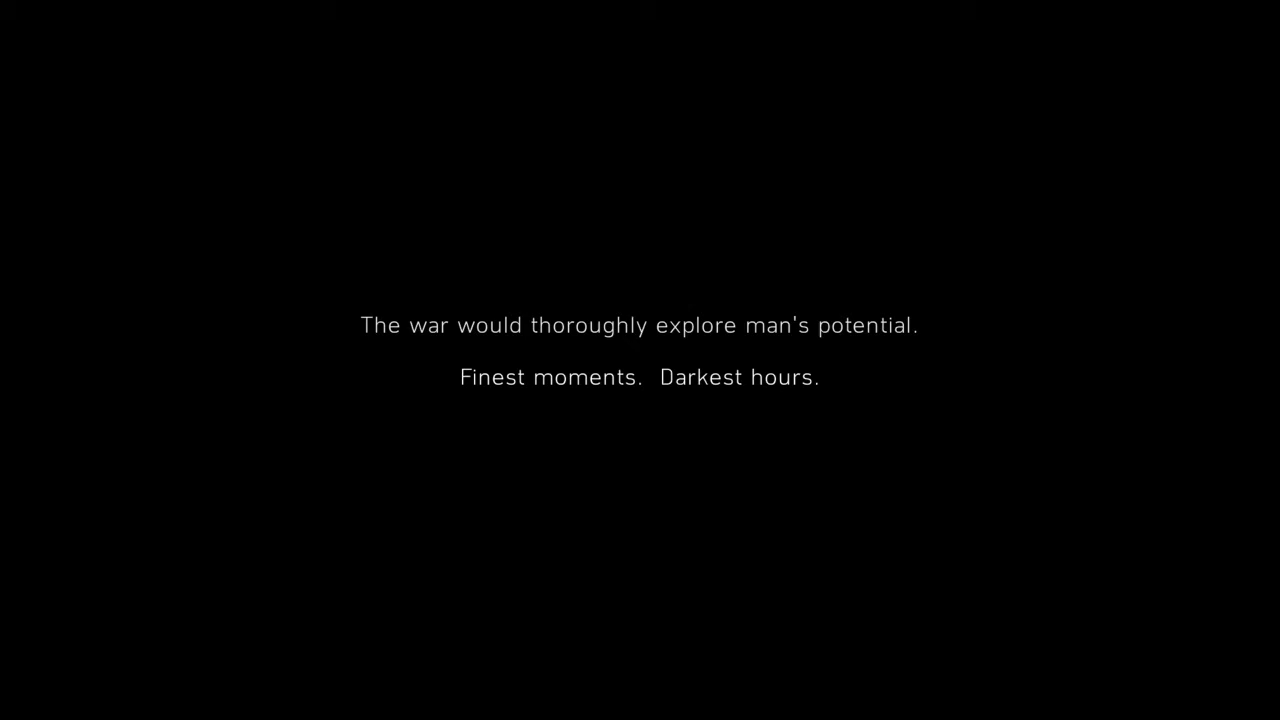 The war would thoroughly explore man's potential.
Finest moments.  Darkest hours.